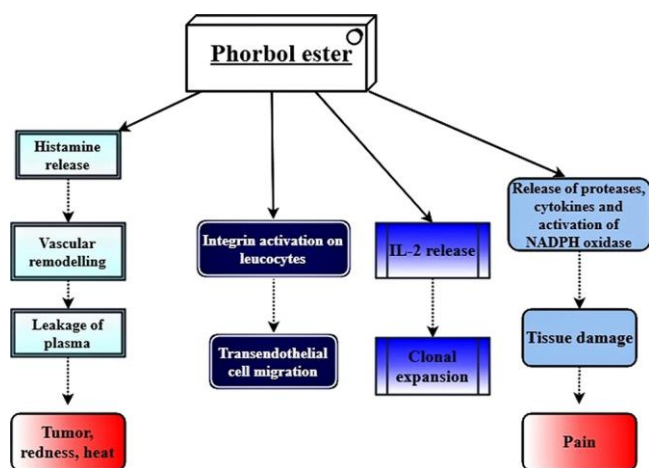 Phorbol ester
Histamine
release
Vascular
remodelling
Leakage of
plasma
Tumor,
redness, heat
Integrin activation on
leucocytes
Transendothelial
cell migration
IL-2 release
Clonal
expansion
Release of proteases,
cytokines and
activation of
NADPH oxidase
Tissue damage
Pain